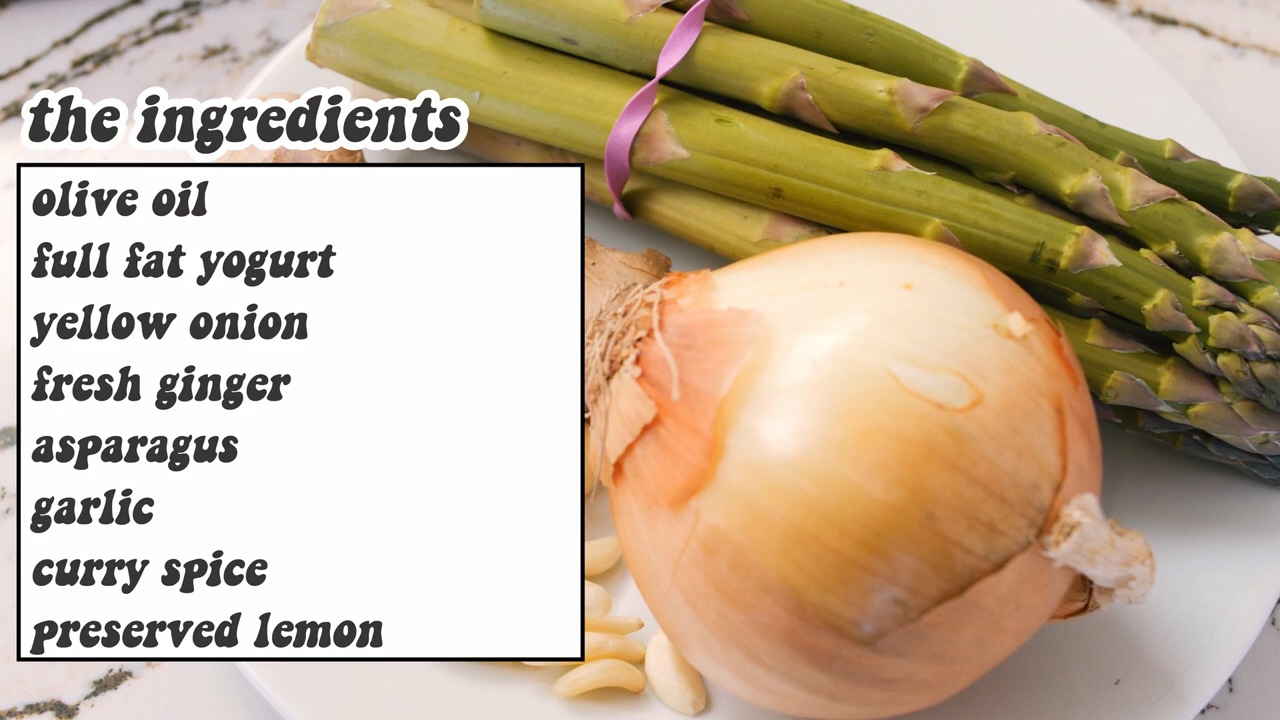 the ingredients
olive oil
full fat yogurt
yellow onion
fresh ginger
asparagus
garlic
curry spice
preserved lemon